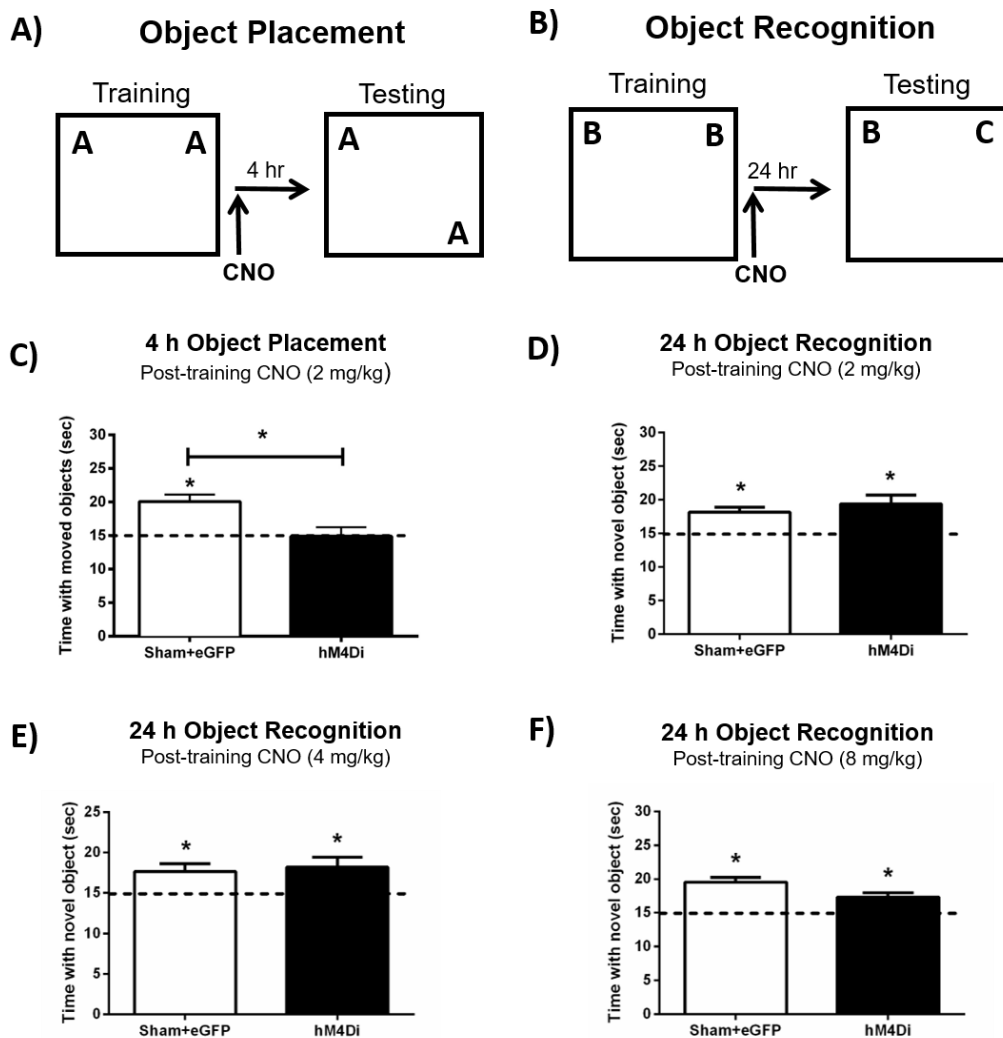 A)
Object Placement
Training
Testing
A A
4 hr
A
A
CNO
B)
Object Recognition
Training
Testing
B B
24 hr
B C
CNO
C)
4 h Object Placement
Post-training CNO (2 mg/kg)
Time with moved objects (sec)
30
25
20
15
10
5
0
*
*
Sham+eGFP hM4Di
D)
24 h Object Recognition
Post-training CNO (2 mg/kg)
Time with novel object (sec)
30
25
20
15
10
5
0
* *
Sham+eGFP hM4Di
E)
24 h Object Recognition
Post-training CNO (4 mg/kg)
Time with novel object (sec)
25
20
15
10
5
0
* *
Sham+eGFP hM4Di
F)
24 h Object Recognition
Post-training CNO (8 mg/kg)
Time with novel object (sec)
30
25
20
15
10
5
0
* *
Sham+eGFP hM4Di